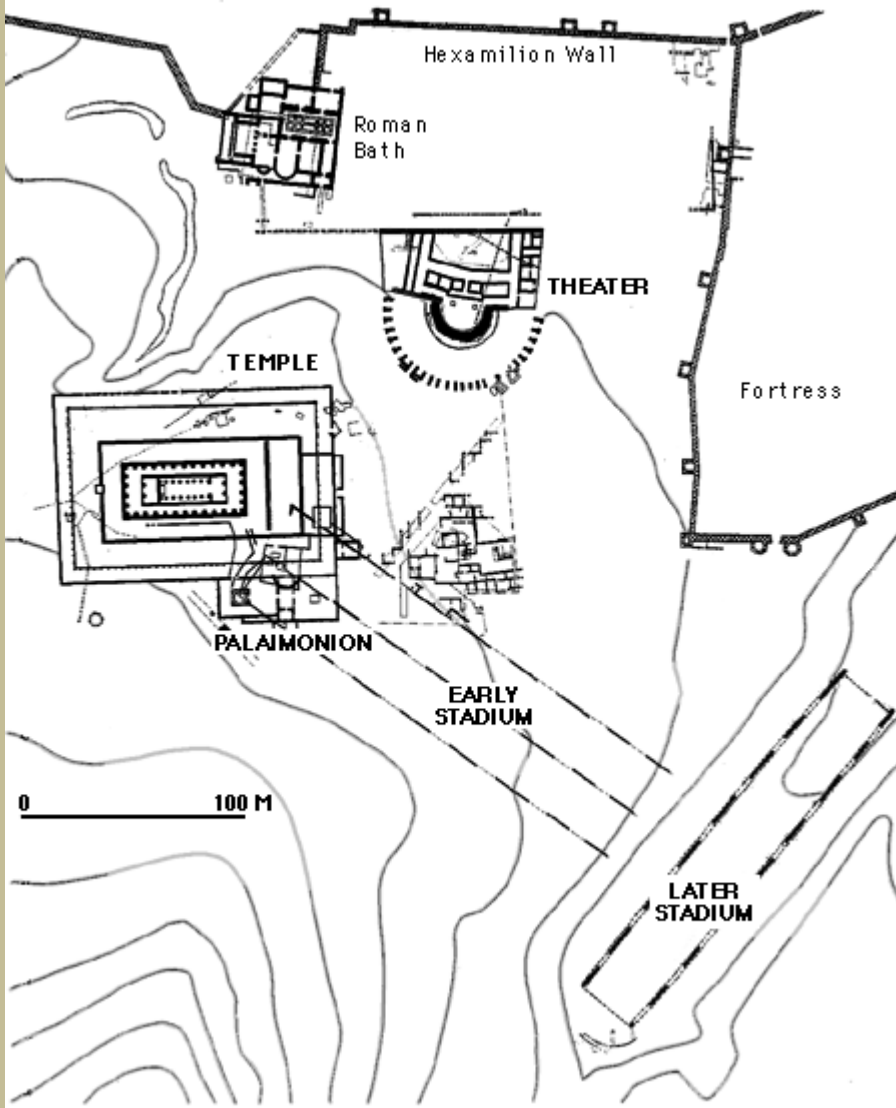 Hexamilion Wall
Roman
Bath
THEATER
TEMPLE
Fortress
PALAIMONION
EARLY
STADIUM
0 100 M
LATER
STADIUM